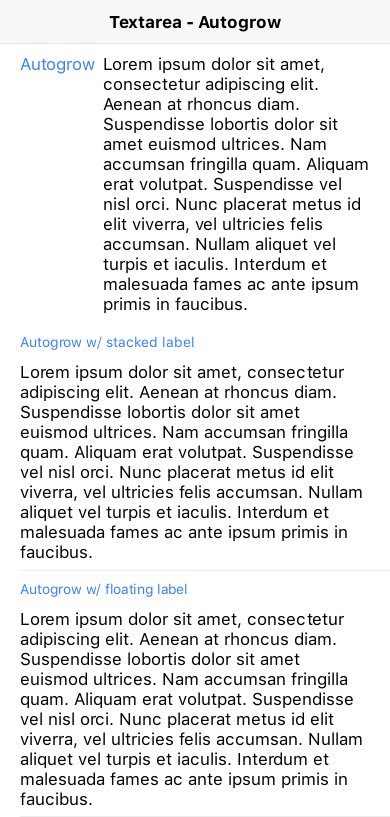 Textarea - Autogrow
Autogrow Lorem ipsum dolor sit amet,
consectetur adipiscing elit.
Aenean at rhoncus diam.
Suspendisse lobortis dolor sit
amet euismod ultrices. Nam
accumsan fringilla quam. Aliquam
erat volutpat. Suspendisse vel
nisl orci. Nunc placerat metus id
elit viverra, vel ultricies felis
accumsan. Nullam aliquet vel
turpis et iaculis. Interdum et
malesuada fames ac ante ipsum
primis in faucibus.
Autogrow w/ stacked label
Lorem ipsum dolor sit amet, consectetur
adipiscing elit. Aenean at rhoncus diam.
Suspendisse lobortis dolor sit amet
euismod ultrices. Nam accumsan fringilla
quam. Aliquam erat volutpat. Suspendisse
vel nisl orci. Nunc placerat metus id elit
viverra, vel ultricies felis accumsan. Nullam
aliquet vel turpis et iaculis. Interdum et
malesuada fames ac ante ipsum primis in
faucibus.
Autogrow w/ floating label
Lorem ipsum dolor sit amet, consectetur
adipiscing elit. Aenean at rhoncus diam.
Suspendisse lobortis dolor sit amet
euismod ultrices. Nam accumsan fringilla
quam. Aliquam erat volutpat. Suspendisse
vel nisl orci. Nunc placerat metus id elit
viverra, vel ultricies felis accumsan. Nullam
aliquet vel turpis et iaculis. Interdum et
malesuada fames ac ante ipsum primis in
faucibus.